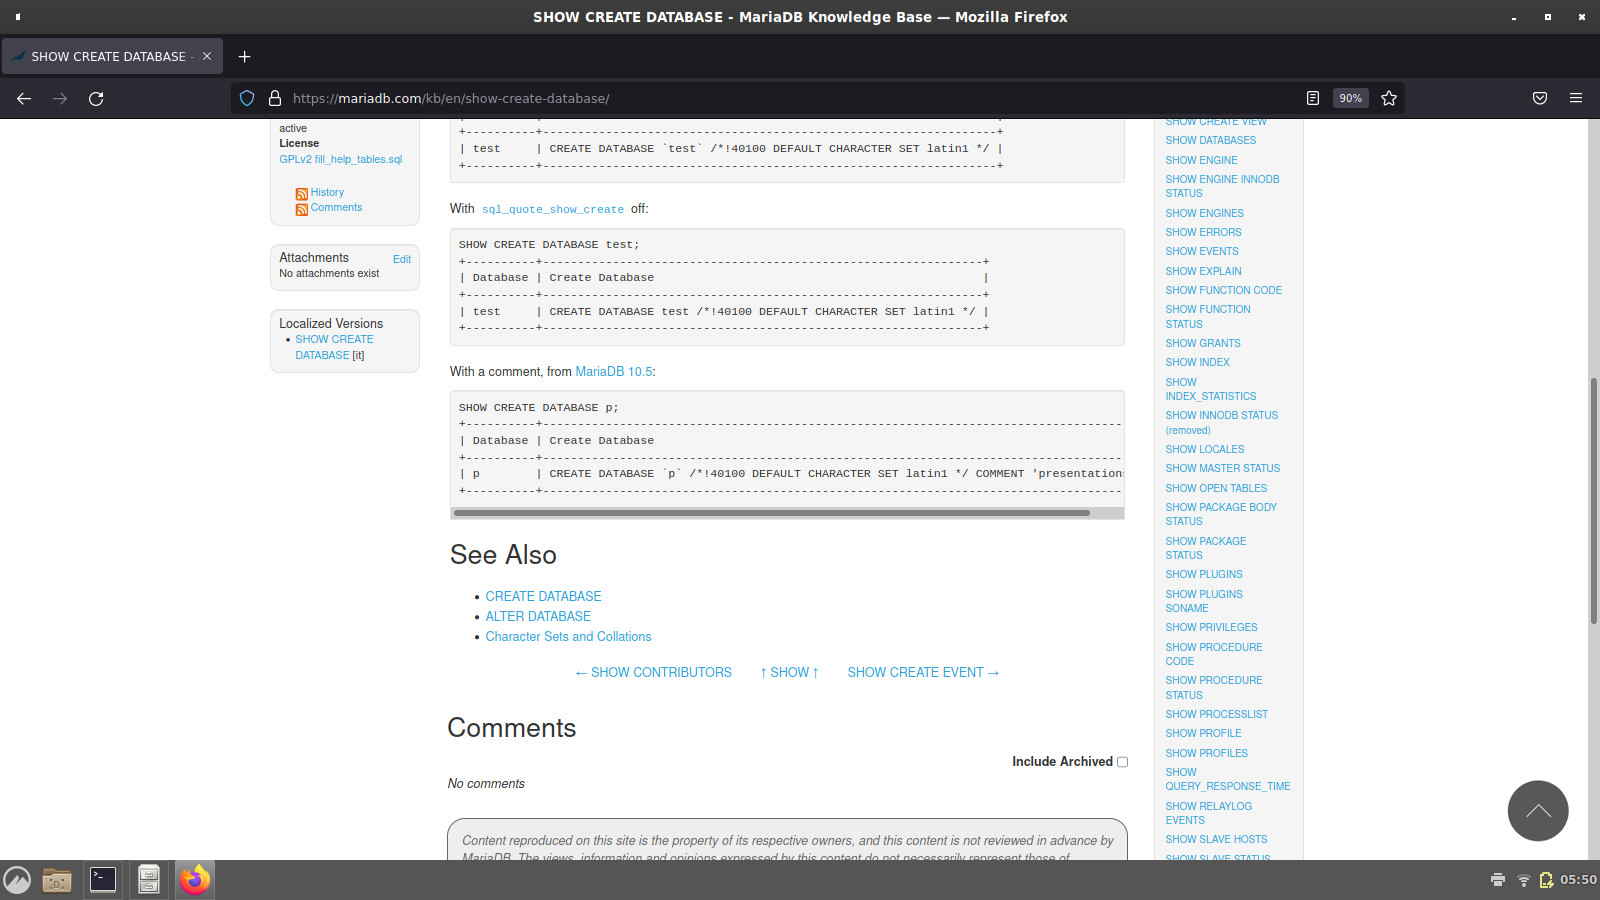 SHOW CREATE DATABASE - MariaDB Knowledge Base — Mozilla Firefox
SHOW CREATE DATABASE -
https://mariadb.com/kb/en/show-create-database/
90%
active
License
GPLv2 fill_help_tables.sql
History
Comments
Attachments
Edit
No attachments exist
Localized Versions
• SHOW CREATE
DATABASE [it]
+----------+-----------------------------------------------------------------+
| test     | CREATE DATABASE `test` /*!40100 DEFAULT CHARACTER SET latin1 */ |
+----------+-----------------------------------------------------------------+
With sql_quote_show_create off:
SHOW CREATE DATABASE test;
+----------+---------------------------------------------------------------+
| Database | Create Database                                               |
+----------+---------------------------------------------------------------+
| test     | CREATE DATABASE test /*!40100 DEFAULT CHARACTER SET latin1 */ |
+----------+---------------------------------------------------------------+
With a comment, from MariaDB 10.5:
SHOW CREATE DATABASE p;
+----------+-----------------------------------------------------------------------------------
| Database | Create Database
+----------+-----------------------------------------------------------------------------------
| p        | CREATE DATABASE `p` /*!40100 DEFAULT CHARACTER SET latin1 */ COMMENT 'presentations
+----------+-----------------------------------------------------------------------------------
See Also
• CREATE DATABASE
• ALTER DATABASE
• Character Sets and Collations
← SHOW CONTRIBUTORS ↑ SHOW ↑ SHOW CREATE EVENT →
Comments
Include Archived
No comments
Content reproduced on this site is the property of its respective owners, and this content is not reviewed in advance by
MariaDB. The views, information and opinions expressed by this content do not necessarily represent those of
SHOW CREATE VIEW
SHOW DATABASES
SHOW ENGINE
SHOW ENGINE INNODB
STATUS
SHOW ENGINES
SHOW ERRORS
SHOW EVENTS
SHOW EXPLAIN
SHOW FUNCTION CODE
SHOW FUNCTION
STATUS
SHOW GRANTS
SHOW INDEX
SHOW
INDEX_STATISTICS
SHOW INNODB STATUS
(removed)
SHOW LOCALES
SHOW MASTER STATUS
SHOW OPEN TABLES
SHOW PACKAGE BODY
STATUS
SHOW PACKAGE
STATUS
SHOW PLUGINS
SHOW PLUGINS
SONAME
SHOW PRIVILEGES
SHOW PROCEDURE
CODE
SHOW PROCEDURE
STATUS
SHOW PROCESSLIST
SHOW PROFILE
SHOW PROFILES
SHOW
QUERY_RESPONSE_TIME
SHOW RELAYLOG
EVENTS
SHOW SLAVE HOSTS
SHOW SLAVE STATUS
05:50